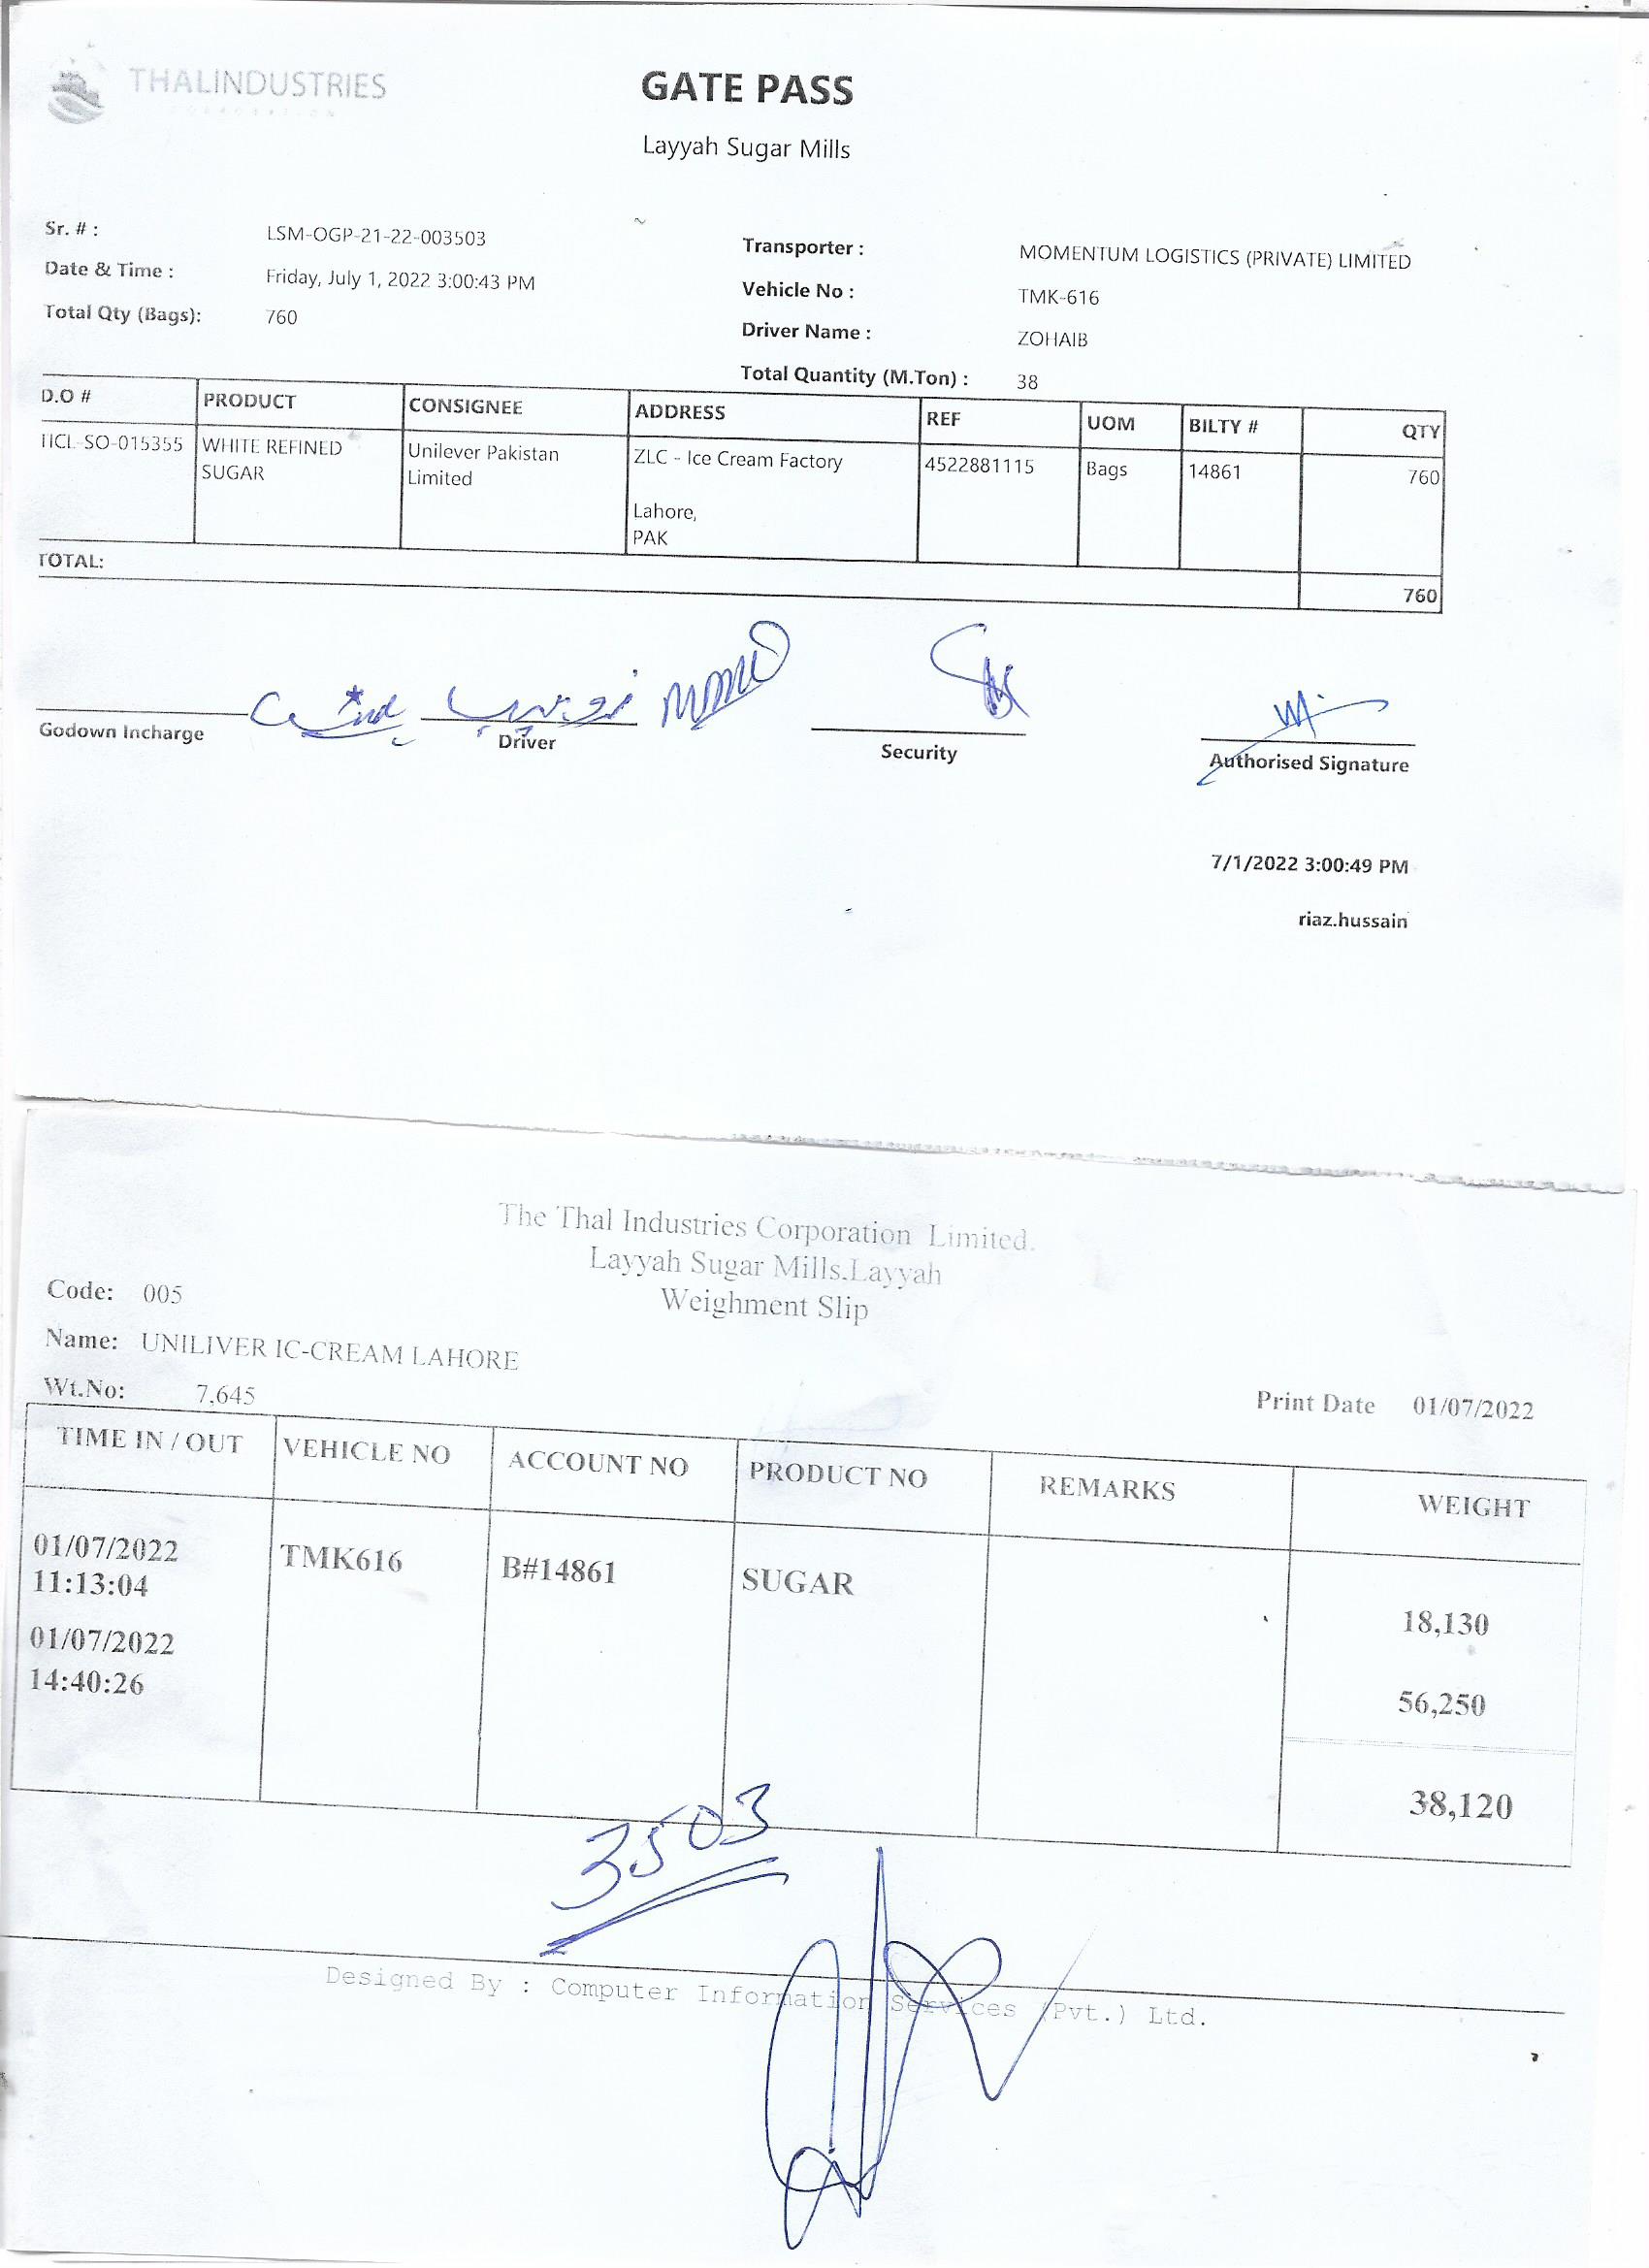 THALINDUSTRIES
CORPORATION
GATE PASS
Layyah Sugar Mills
Sr. # : LSM-OGP-21-22-003503
Date & Time : Friday, July 1, 2022 3:00:43 PM
Total Qty (Bags): 760
Transporter : MOMENTUM LOGISTICS (PRIVATE) LIMITED
Vehicle No : TMK-616
Driver Name : ZOHAIB
Total Quantity (M.Ton) : 38
D.O # PRODUCT CONSIGNEE ADDRESS REF UOM BILTY # QTY
TICL-SO-015355 WHITE REFINED SUGAR Unilever Pakistan Limited ZLC - Ice Cream Factory Lahore, PAK 4522881115 Bags 14861 760
TOTAL: 760
Godown Incharge Driver Security Authorised Signature
7/1/2022 3:00:49 PM
riaz.hussain
The Thal Industries Corporation Limited.
Layyah Sugar Mills.Layyah
Weighment Slip
Code: 005
Name: UNILIVER IC-CREAM LAHORE
Wt.No: 7,645
Print Date 01/07/2022
TIME IN / OUT VEHICLE NO ACCOUNT NO PRODUCT NO REMARKS WEIGHT
01/07/2022 11:13:04 TMK616 B#14861 SUGAR 18,130
01/07/2022 14:40:26 56,250
38,120
3503
Designed By : Computer Information Services (Pvt.) Ltd.